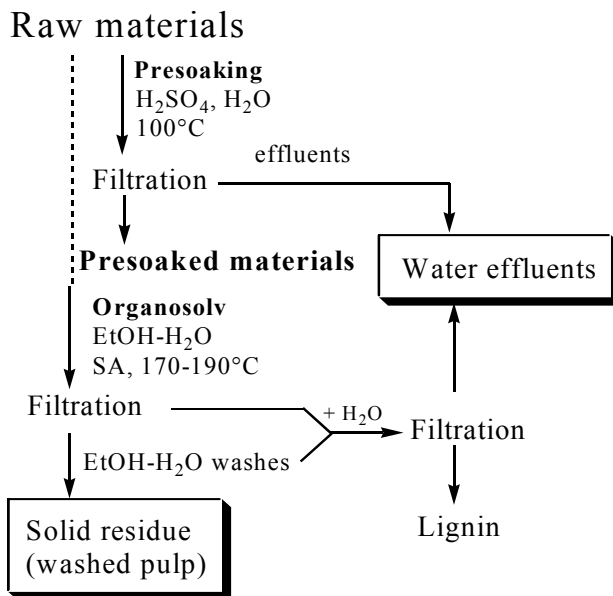 Raw materials
Presoaking
H₂SO₄, H₂O
100°C
effluents
Filtration
Presoaked materials
Water effluents
Organosolv
EtOH-H₂O
SA, 170-190°C
Filtration
+ H₂O
Filtration
EtOH-H₂O washes
Solid residue
(washed pulp)
Lignin